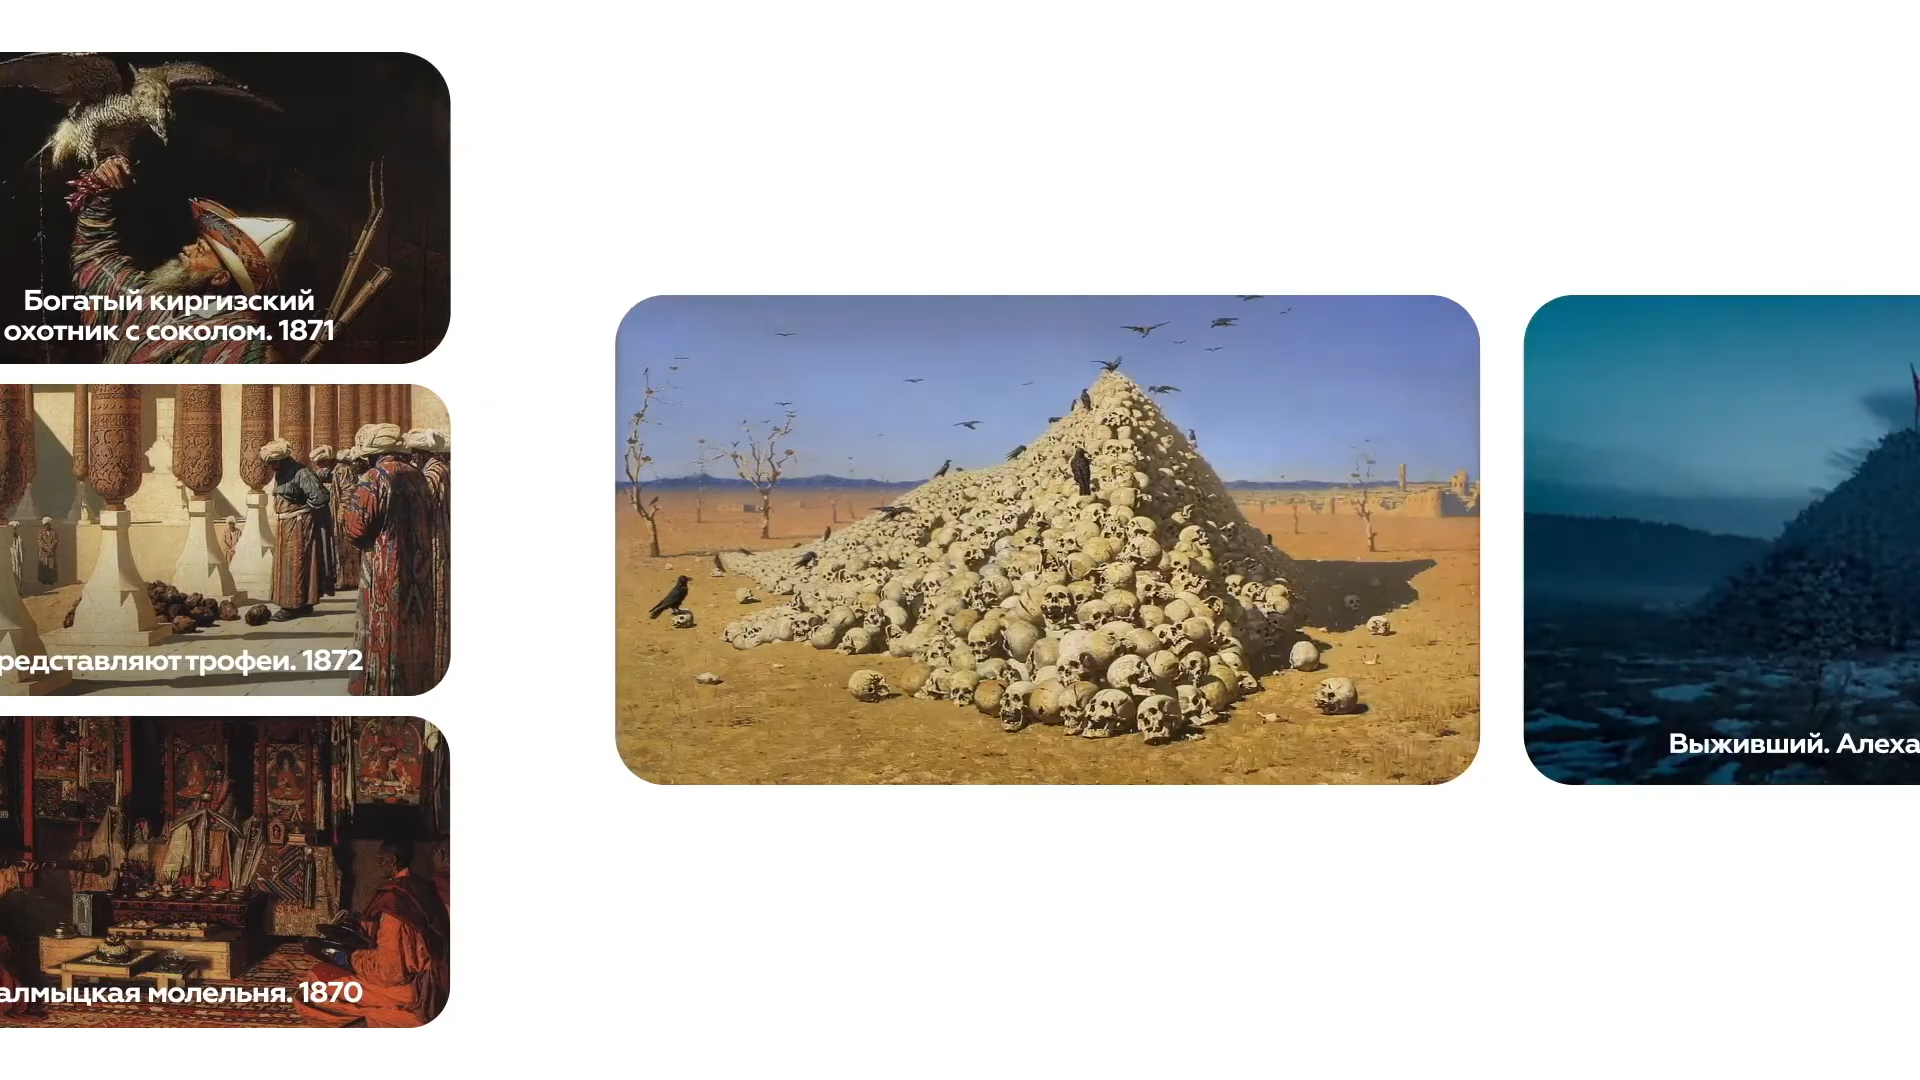 Богатый киргизский
охотник с соколом. 1871
редставляют трофеи. 1872
алмыцкая молельня. 1870
Выживший. Алеха